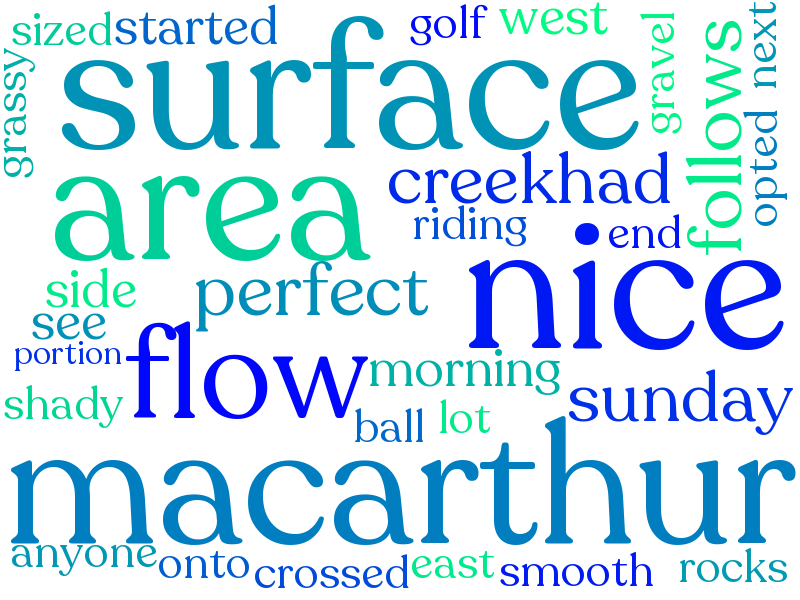 sized started golf west
surface
grassy
gravel
follows
opted next
area
creekhad
riding end
nice
side perfect
see
portion flow
morning
shady
sunday
ball lot
macarthur
anyone onto crossed east smooth rocks